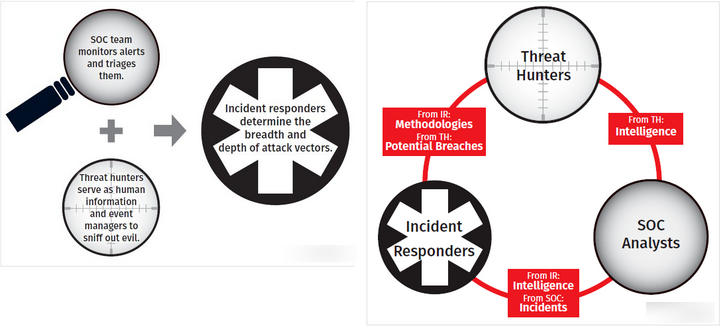 SOC team
monitors alerts
and triages
them.
Incident responders
determine the
breadth and
depth of attack vectors.
Threat hunters
serve as human
information
and event
managers to
sniff out evil.
Threat
Hunters
From IR:
Methodologies
From TH:
Potential Breaches
From TH:
Intelligence
Incident
Responders
SOC
Analysts
From IR:
Intelligence
From SOC:
Incidents